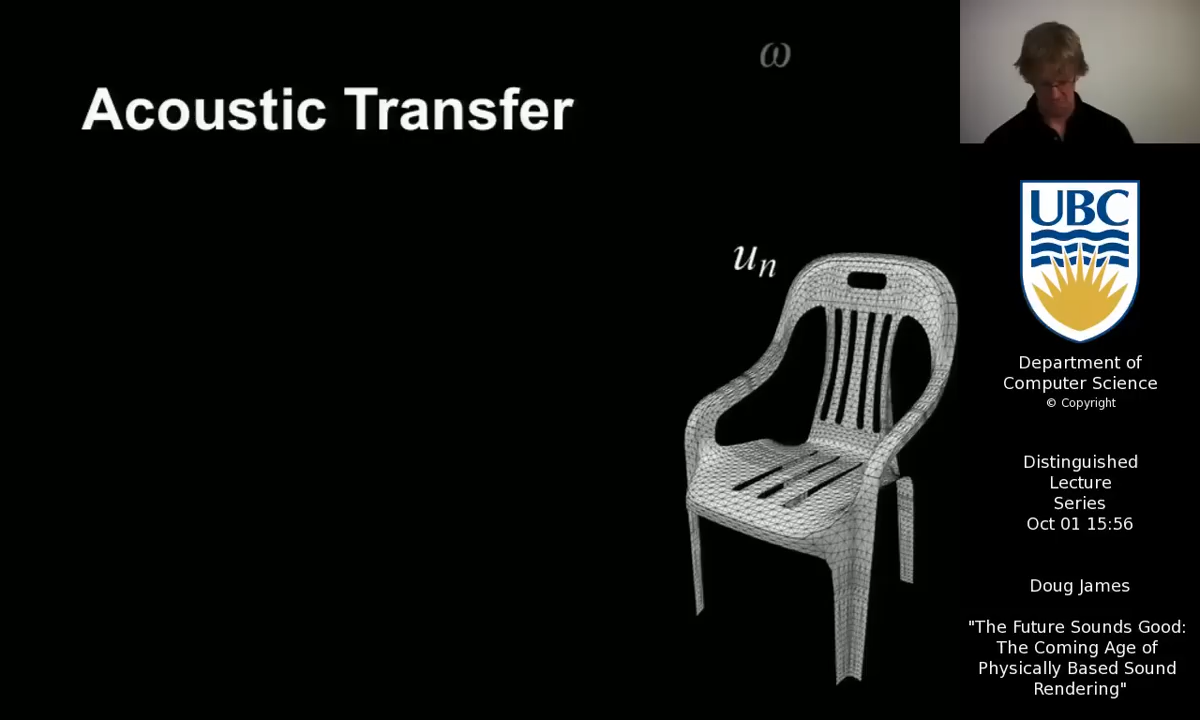 ω
Acoustic Transfer
uₙ
UBC
Department of
Computer Science
© Copyright
Distinguished
Lecture
Series
Oct 01 15:56
Doug James
"The Future Sounds Good:
The Coming Age of
Physically Based Sound
Rendering"